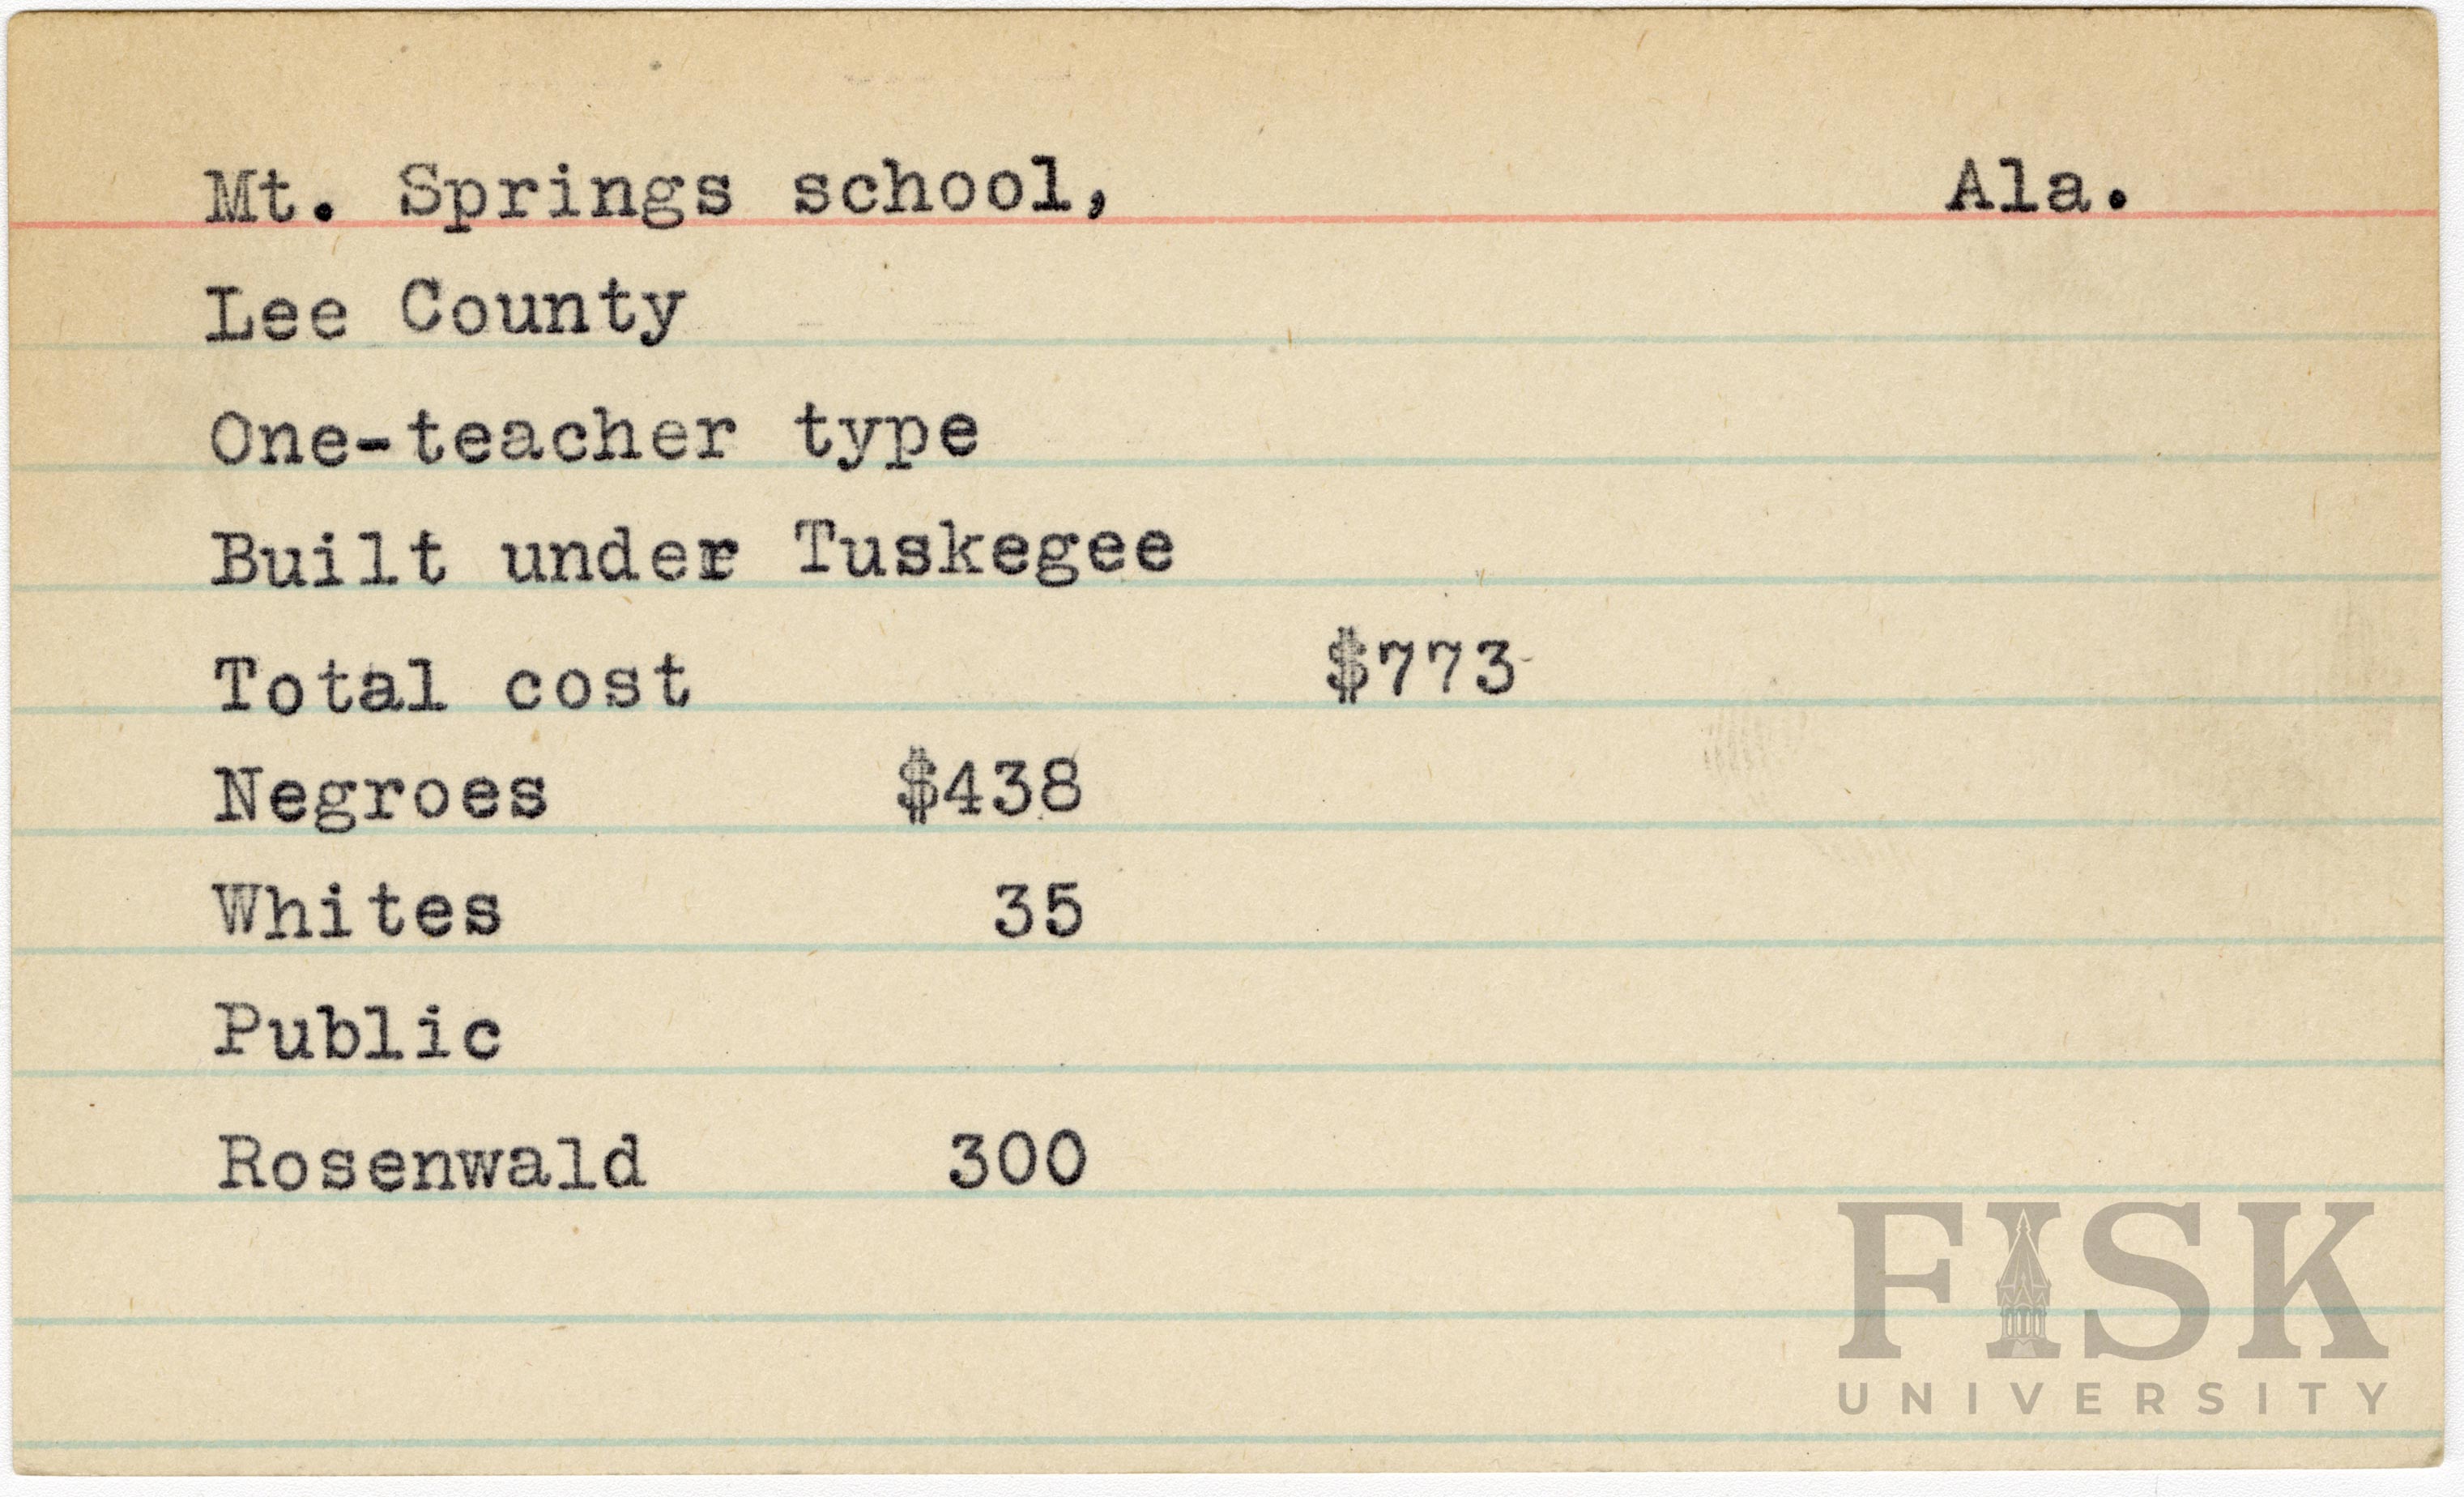 Mt. Springs school, Ala.
Lee County
One-teacher type
Built under Tuskegee
Total cost $773
Negroes $438
Whites 35
Public
Rosenwald 300
FISK
UNIVERSITY